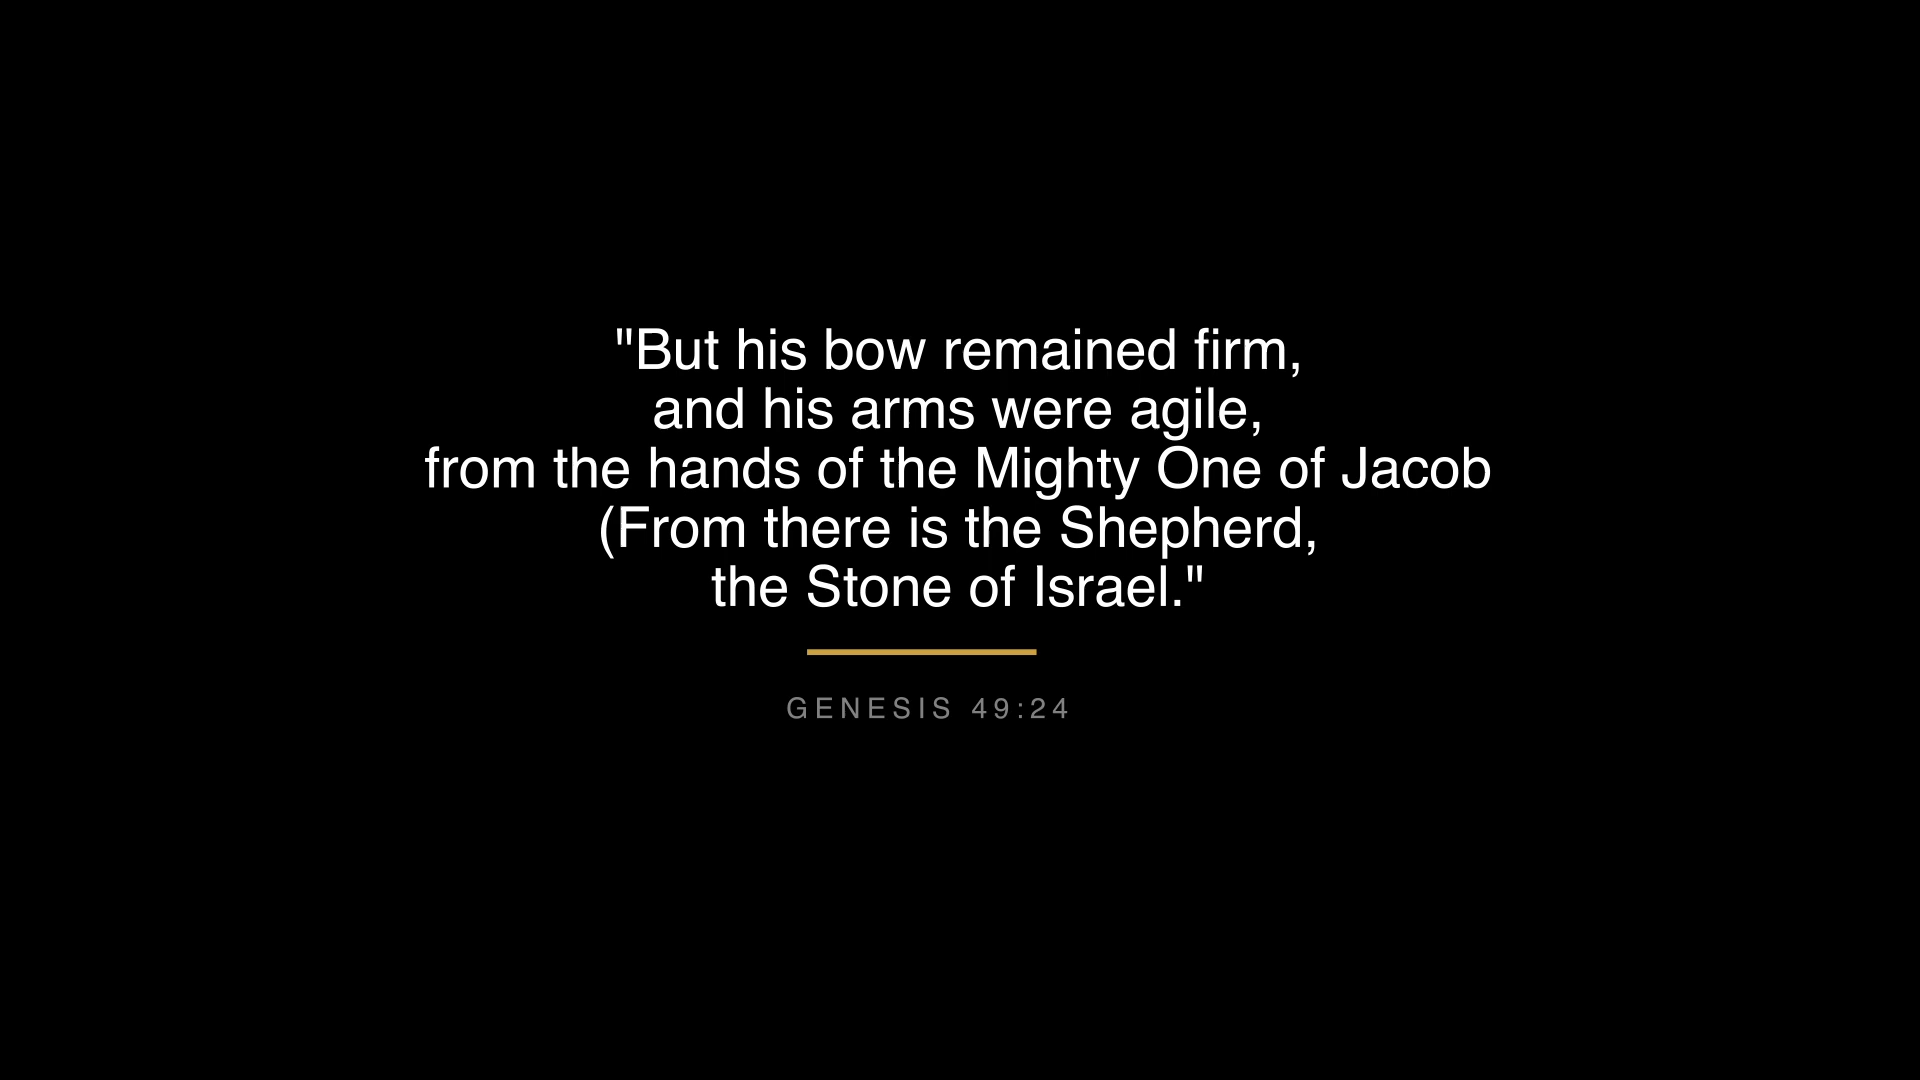 "But his bow remained firm,
and his arms were agile,
from the hands of the Mighty One of Jacob
(From there is the Shepherd,
the Stone of Israel."
GENESIS 49:24